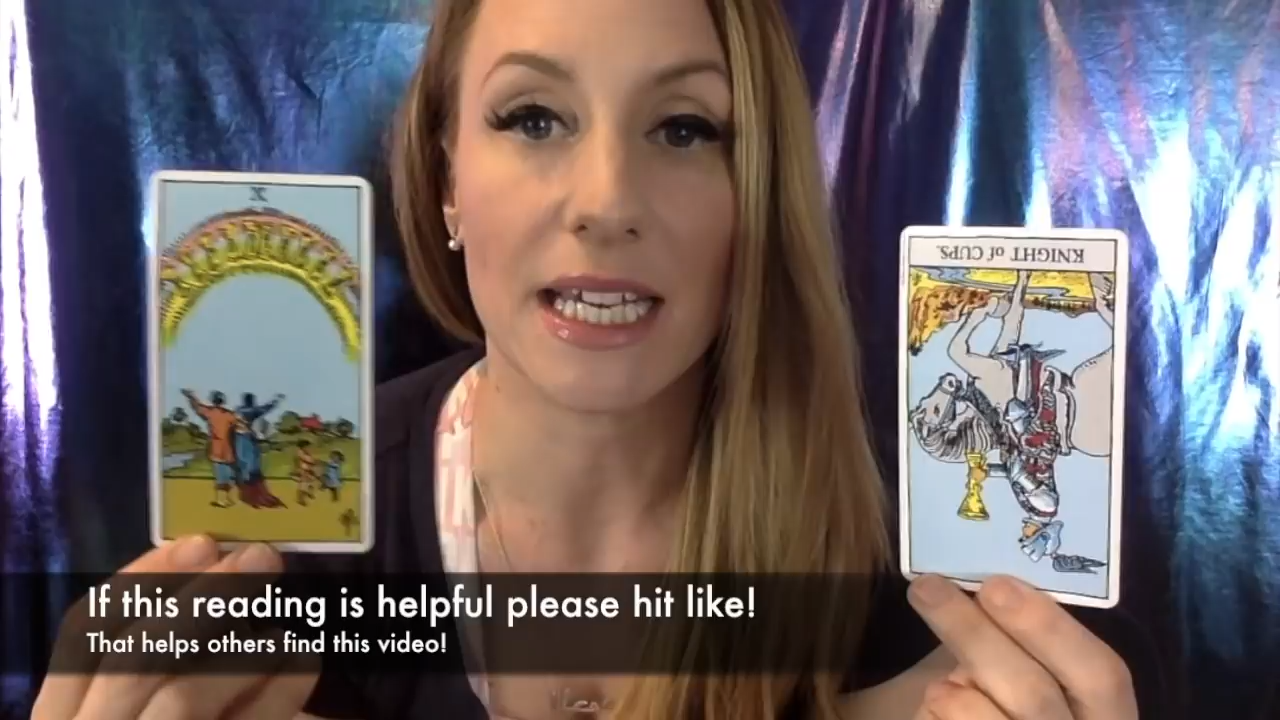 X
KNIGHT of CUPS.
If this reading is helpful please hit like!
That helps others find this video!